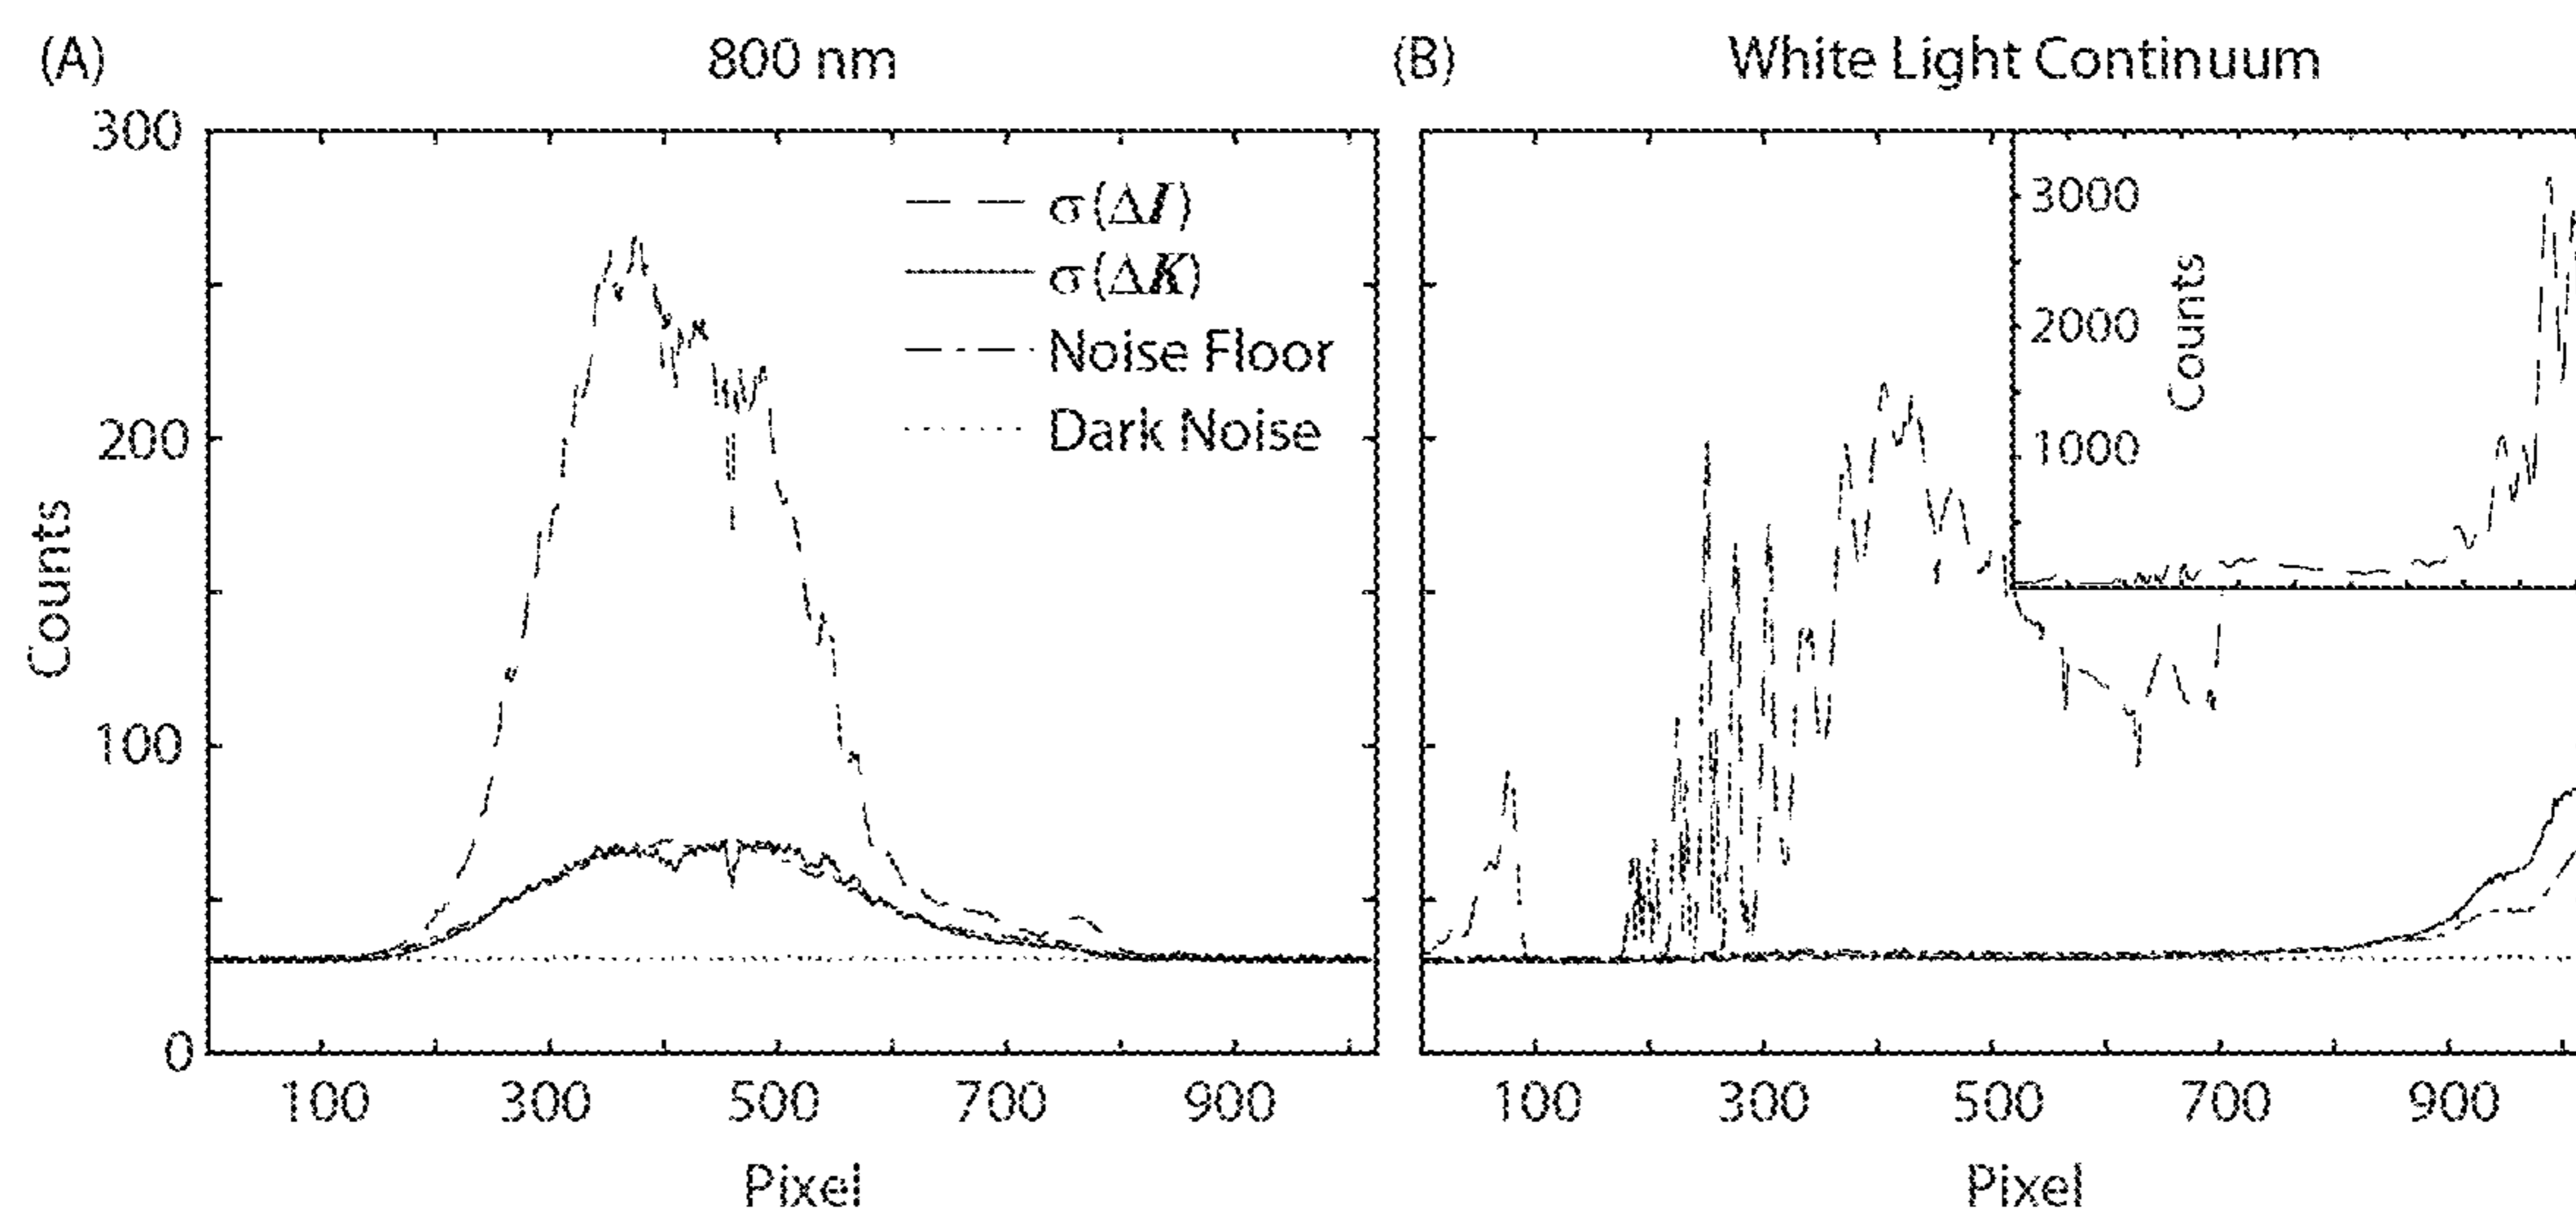 (A)
800 nm
300
200
100
0
Counts
σ(ΔI)
σ(ΔK)
Noise Floor
Dark Noise
100 300 500 700 900
Pixel
(B)
White Light Continuum
3000
2000
1000
Counts
100 300 500 700 900
Pixel